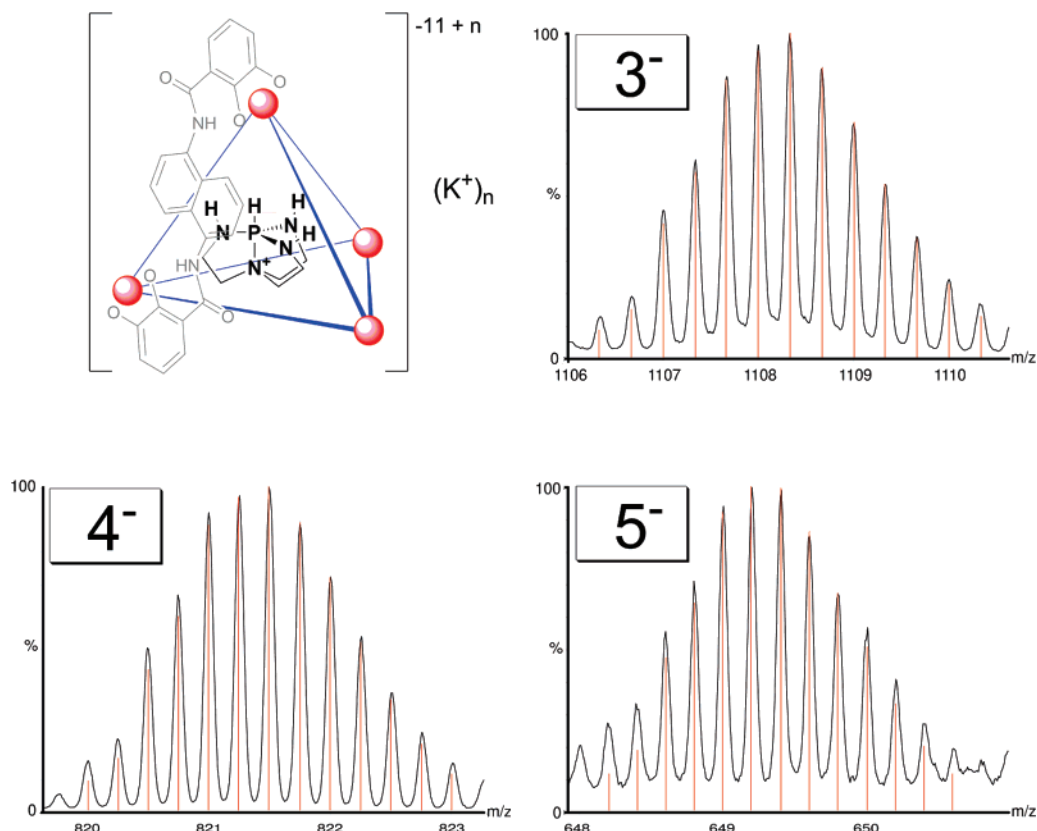 -11 + n
(K⁺)n
O
O
O
NH
H
H
H
N
P
N
H
N⁺
HN
O
O
O
100
3⁻
%
0
m/z
1106
1107
1108
1109
1110
100
4⁻
%
0
m/z
820
821
822
823
100
5⁻
%
0
m/z
648
649
650